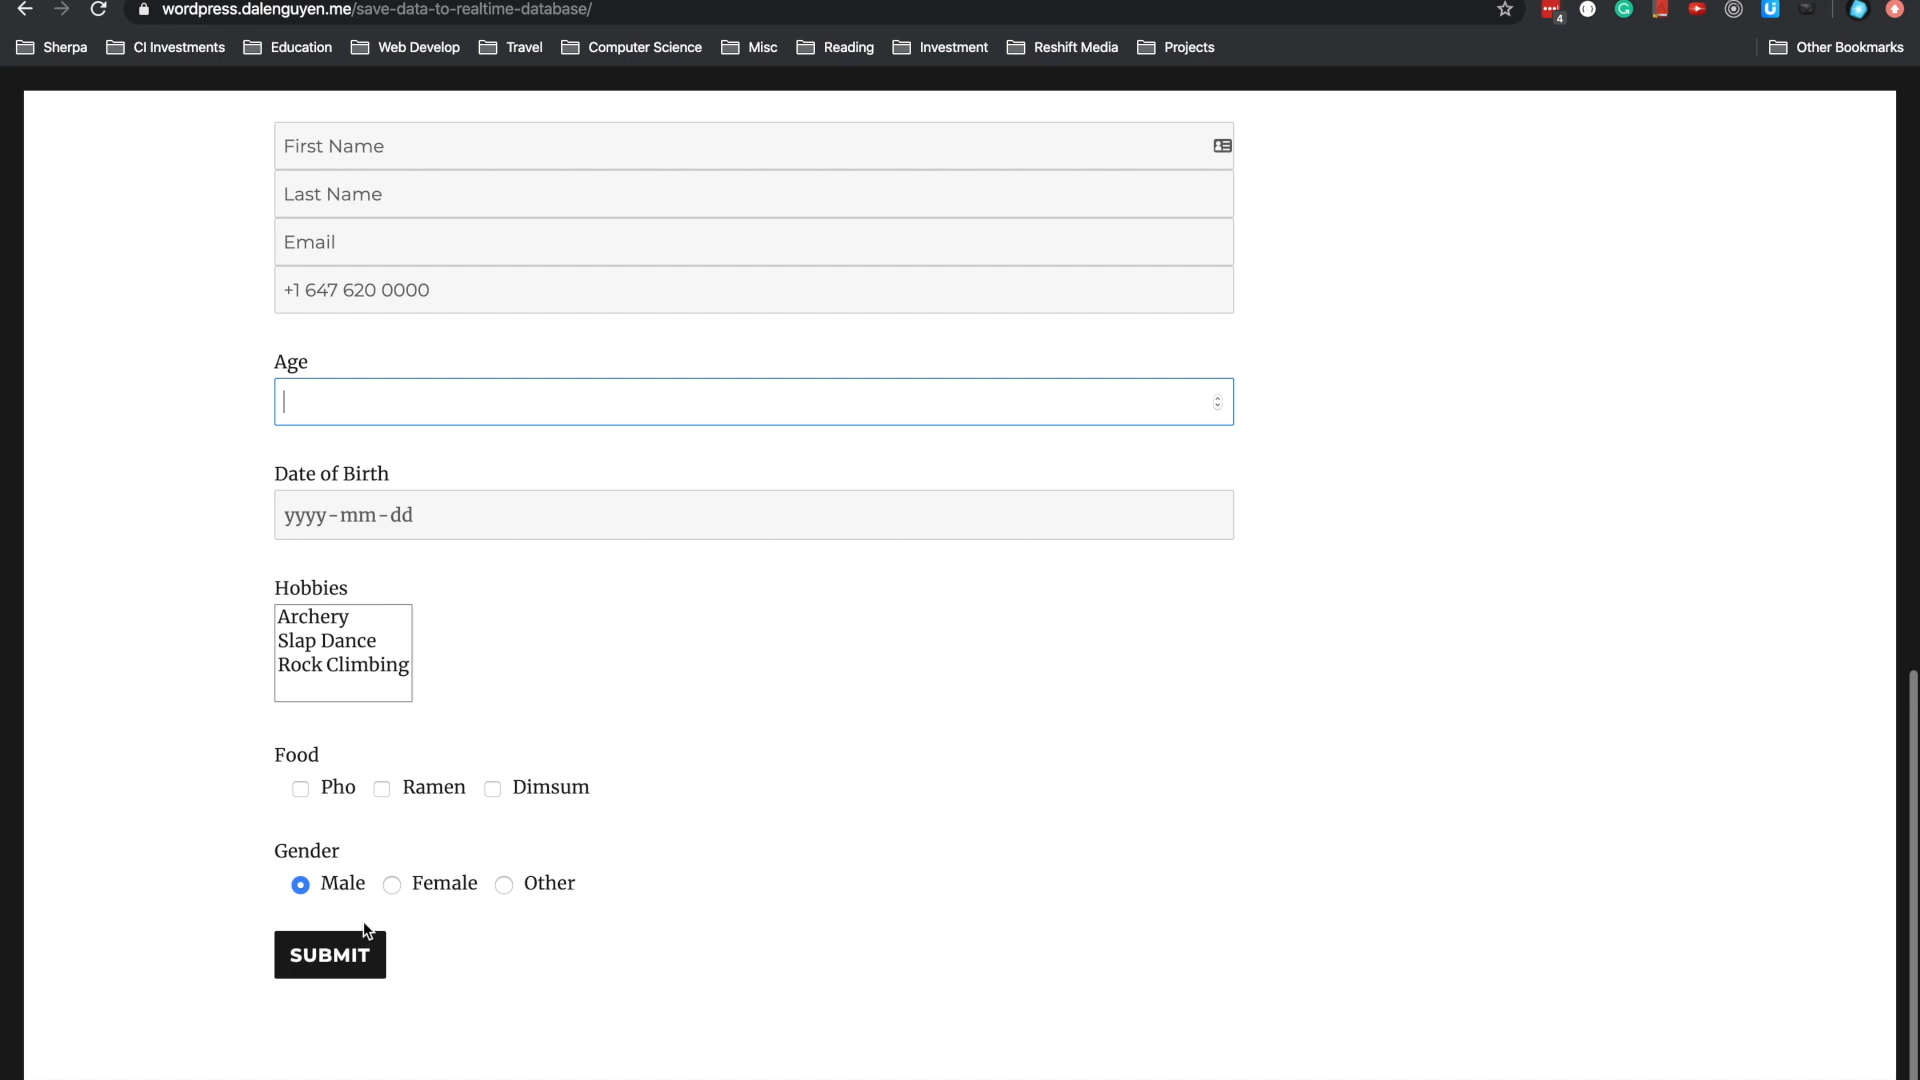 wordpress.dalenguyen.me/save-data-to-realtime-database/
4
Sherpa CI Investments Education Web Develop Travel Computer Science Misc Reading Investment Reshift Media Projects Other Bookmarks
First Name
Last Name
Email
+1 647 620 0000
Age
Date of Birth
yyyy-mm-dd
Hobbies
Archery
Slap Dance
Rock Climbing
Food
Pho Ramen Dimsum
Gender
Male Female Other
SUBMIT